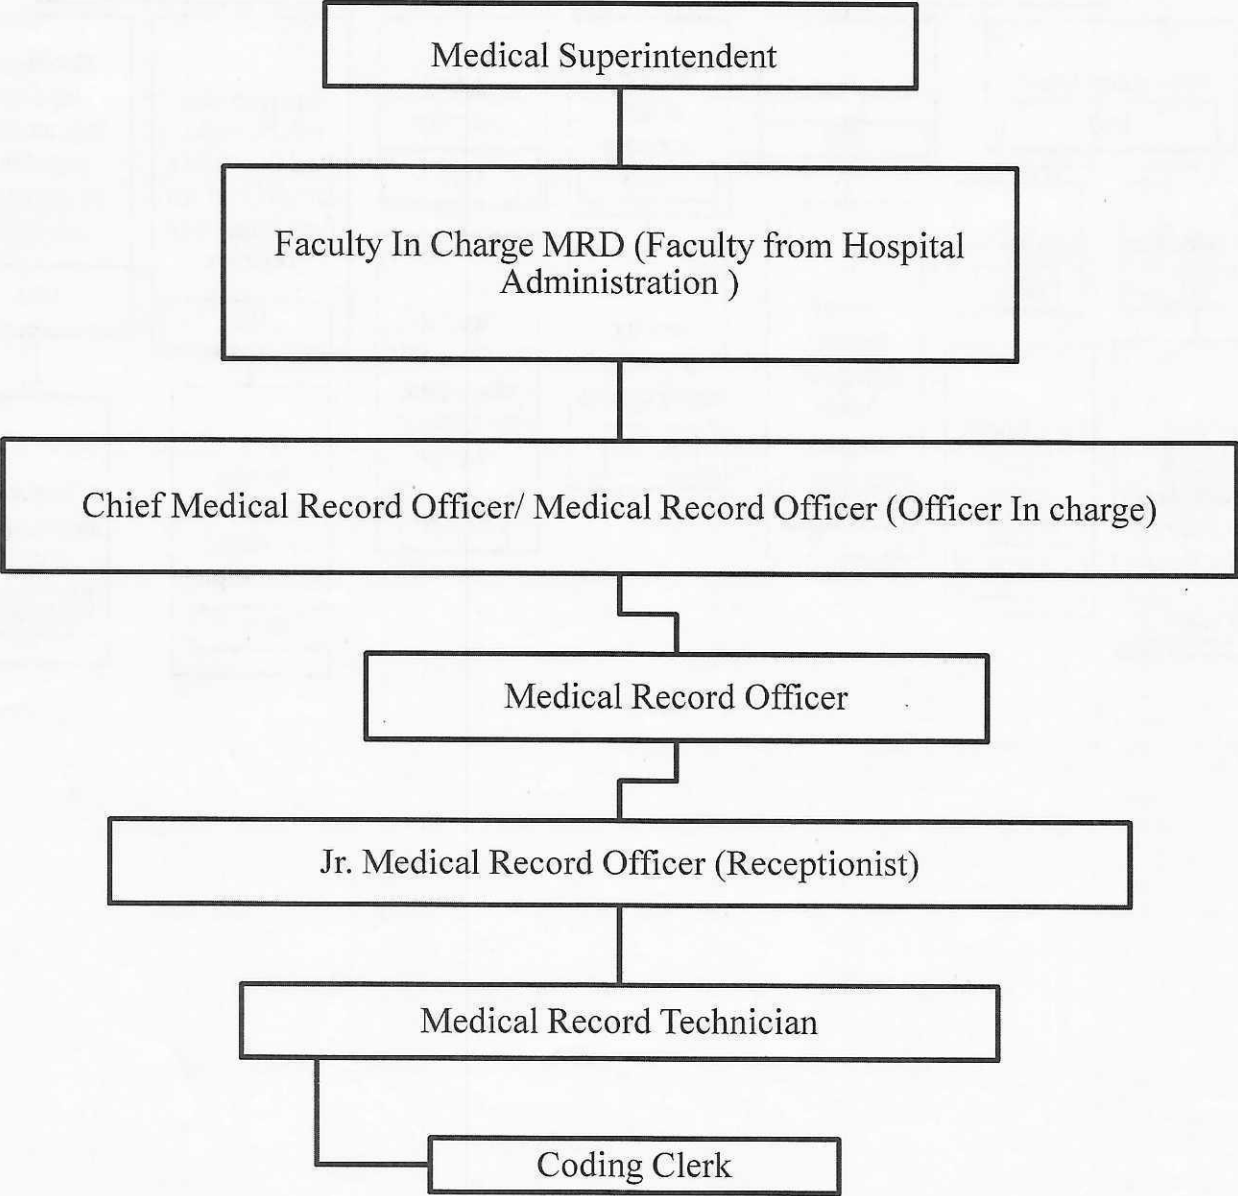 Medical Superintendent
Faculty In Charge MRD (Faculty from Hospital
Administration )
Chief Medical Record Officer/ Medical Record Officer (Officer In charge)
Medical Record Officer
Jr. Medical Record Officer (Receptionist)
Medical Record Technician
Coding Clerk